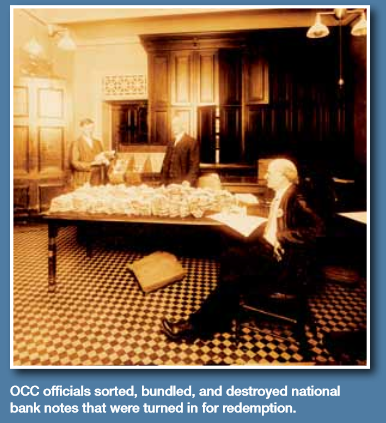 OCC officials sorted, bundled, and destroyed national
bank notes that were turned in for redemption.